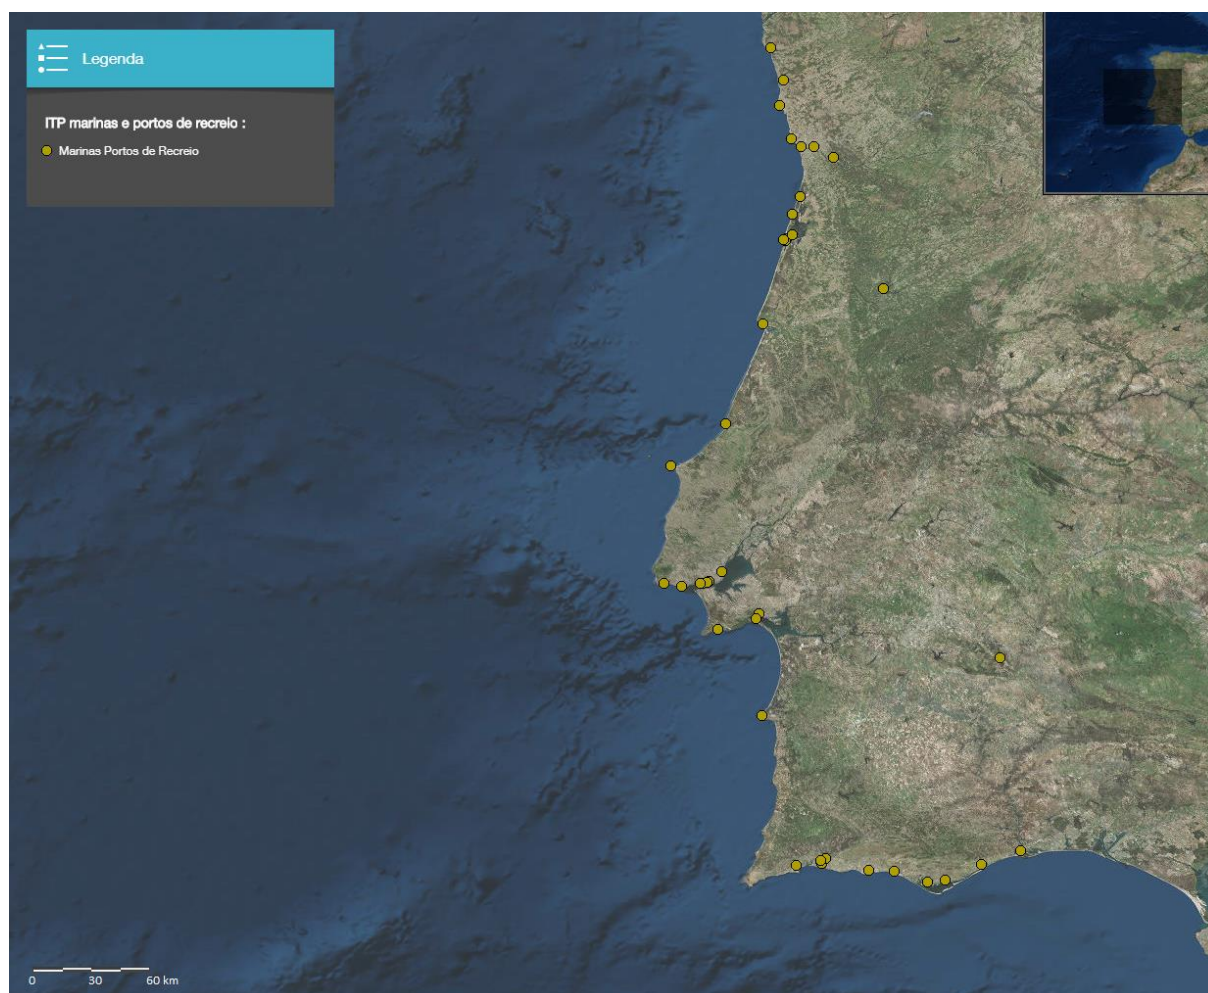 Legenda
ITP marinas e portos de recreio :
Marinas Portos de Recreio
0 30 60 km